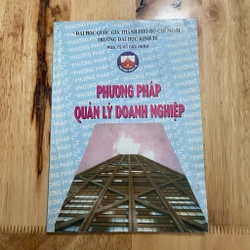 ĐẠI HỌC QUỐC GIA THÀNH PHỐ HỒ CHÍ MINH
TRƯỜNG ĐẠI HỌC KINH TẾ
PHƯƠNG PHÁP
QUẢN LÝ DOANH NGHIỆP